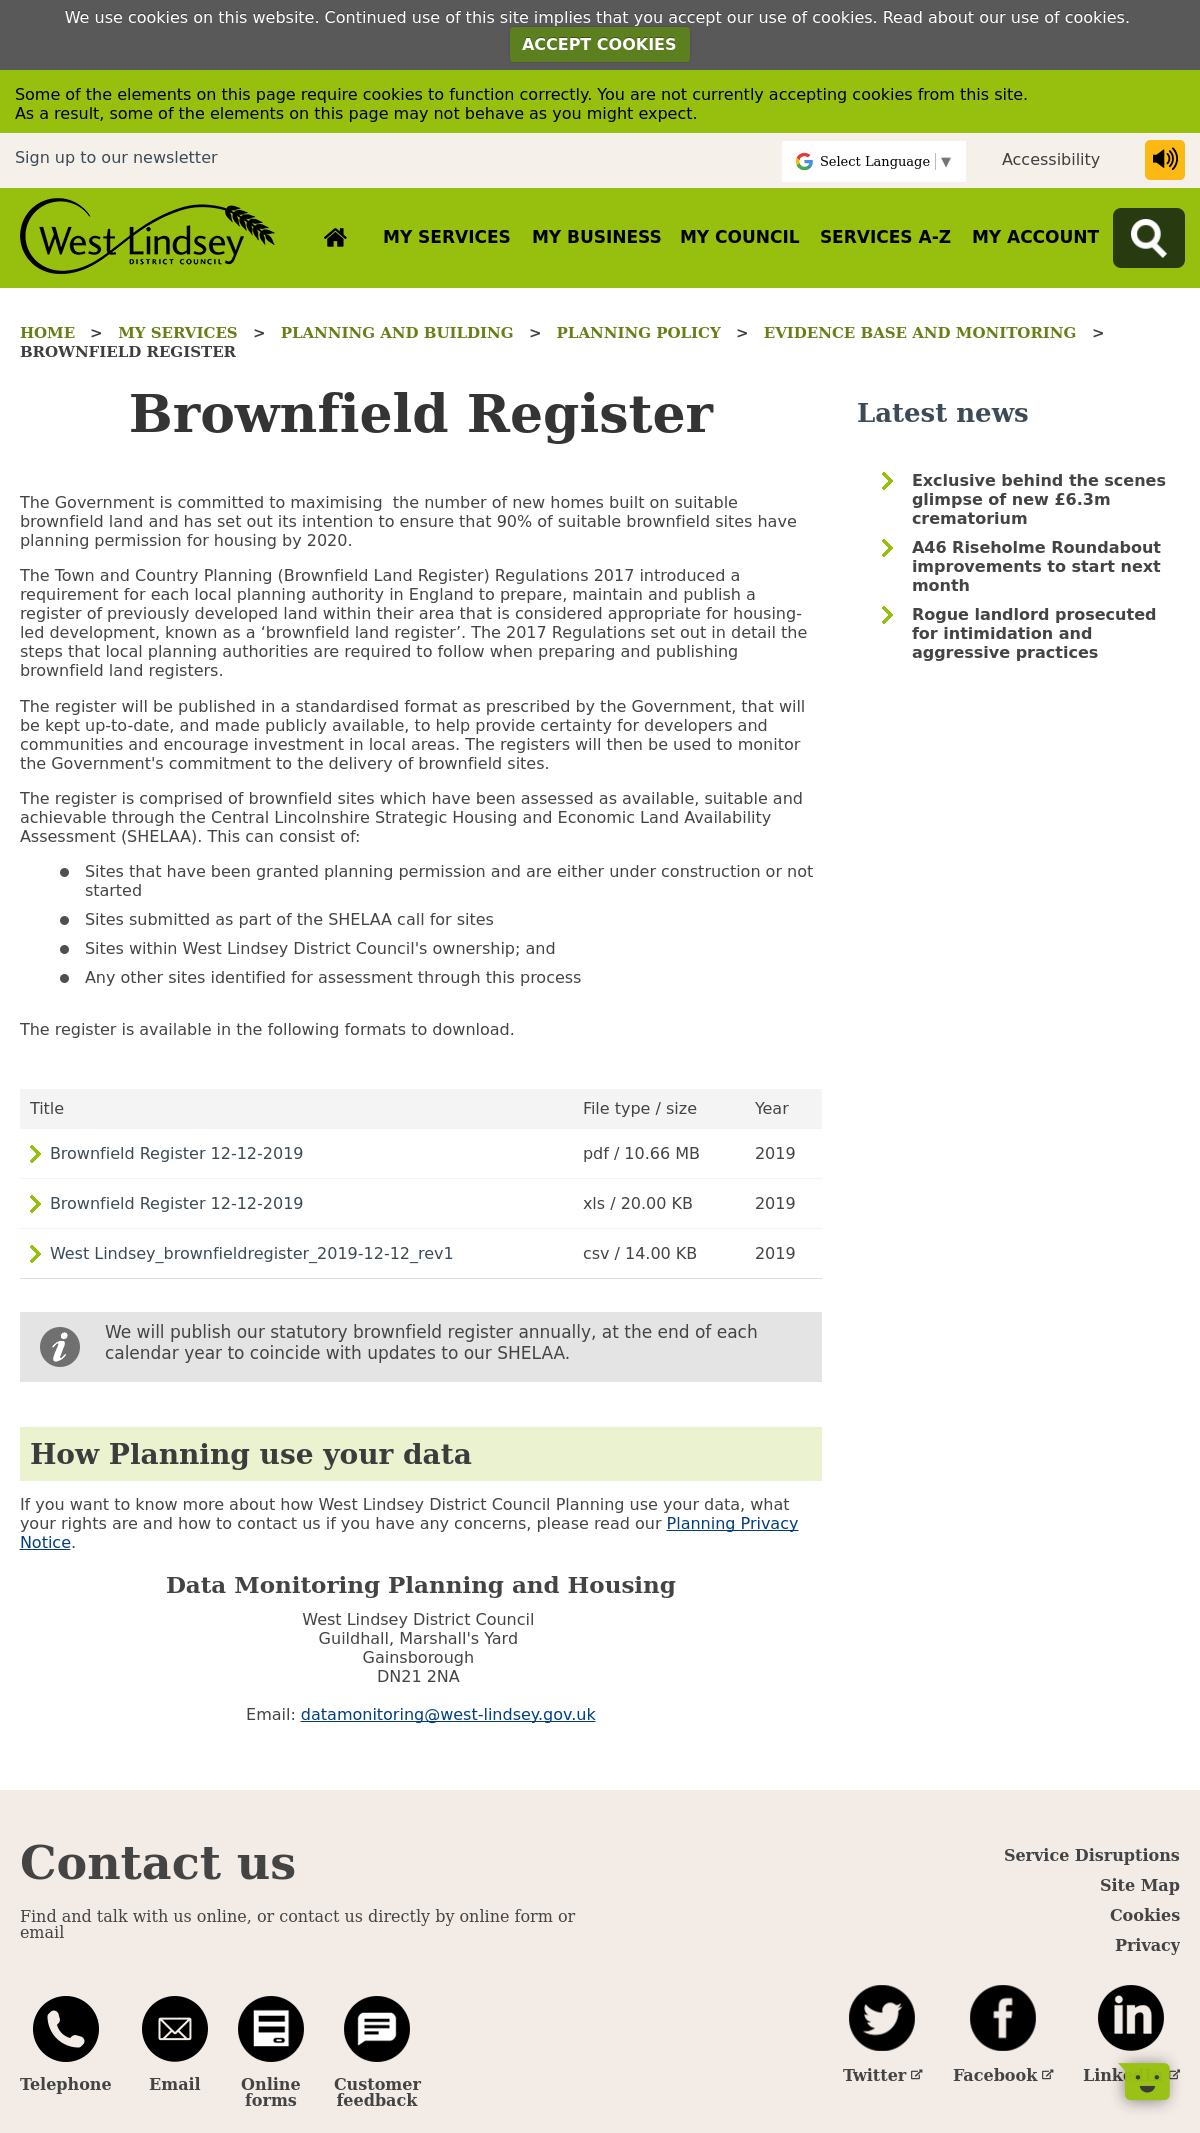 We use cookies on this website. Continued use of this site implies that you accept our use of cookies. Read about our use of cookies.
ACCEPT COOKIES
Some of the elements on this page require cookies to function correctly. You are not currently accepting cookies from this site.
As a result, some of the elements on this page may not behave as you might expect.
Sign up to our newsletter
Select Language ▼
Accessibility
West Lindsey
DISTRICT COUNCIL
MY SERVICES MY BUSINESS MY COUNCIL SERVICES A-Z MY ACCOUNT
HOME > MY SERVICES > PLANNING AND BUILDING > PLANNING POLICY > EVIDENCE BASE AND MONITORING >
BROWNFIELD REGISTER
Brownfield Register
The Government is committed to maximising  the number of new homes built on suitable
brownfield land and has set out its intention to ensure that 90% of suitable brownfield sites have
planning permission for housing by 2020.
The Town and Country Planning (Brownfield Land Register) Regulations 2017 introduced a
requirement for each local planning authority in England to prepare, maintain and publish a
register of previously developed land within their area that is considered appropriate for housing-
led development, known as a ‘brownfield land register’. The 2017 Regulations set out in detail the
steps that local planning authorities are required to follow when preparing and publishing
brownfield land registers.
The register will be published in a standardised format as prescribed by the Government, that will
be kept up-to-date, and made publicly available, to help provide certainty for developers and
communities and encourage investment in local areas. The registers will then be used to monitor
the Government's commitment to the delivery of brownfield sites.
The register is comprised of brownfield sites which have been assessed as available, suitable and
achievable through the Central Lincolnshire Strategic Housing and Economic Land Availability
Assessment (SHELAA). This can consist of:
Sites that have been granted planning permission and are either under construction or not
started
Sites submitted as part of the SHELAA call for sites
Sites within West Lindsey District Council's ownership; and
Any other sites identified for assessment through this process
The register is available in the following formats to download.
Title File type / size Year
Brownfield Register 12-12-2019 pdf / 10.66 MB 2019
Brownfield Register 12-12-2019 xls / 20.00 KB 2019
West Lindsey_brownfieldregister_2019-12-12_rev1 csv / 14.00 KB 2019
We will publish our statutory brownfield register annually, at the end of each
calendar year to coincide with updates to our SHELAA.
How Planning use your data
If you want to know more about how West Lindsey District Council Planning use your data, what
your rights are and how to contact us if you have any concerns, please read our Planning Privacy
Notice.
Data Monitoring Planning and Housing
West Lindsey District Council
Guildhall, Marshall's Yard
Gainsborough
DN21 2NA
Email: datamonitoring@west-lindsey.gov.uk
Latest news
Exclusive behind the scenes
glimpse of new £6.3m
crematorium
A46 Riseholme Roundabout
improvements to start next
month
Rogue landlord prosecuted
for intimidation and
aggressive practices
Contact us
Find and talk with us online, or contact us directly by online form or
email
Telephone
Email
Online
forms
Customer
feedback
Service Disruptions
Site Map
Cookies
Privacy
Twitter
Facebook